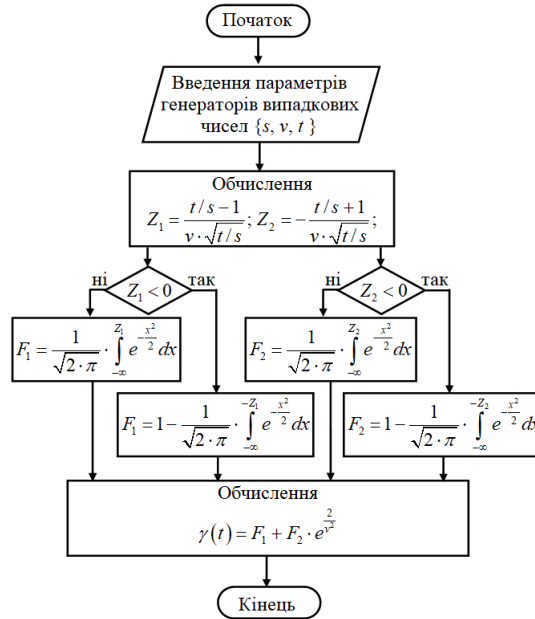 Початок
Введення параметрів
генераторів випадкових
чисел {s, v, t }
Обчислення
Z₁ = (t / s − 1) / (v · √(t / s)); Z₂ = −(t / s + 1) / (v · √(t / s));
ні Z₁ < 0 так
ні Z₂ < 0 так
F₁ = 1/√(2 · π) · ∫_{−∞}^{Z₁} e^{−x²/2} dx
F₂ = 1/√(2 · π) · ∫_{−∞}^{Z₂} e^{−x²/2} dx
F₁ = 1 − 1/√(2 · π) · ∫_{−∞}^{−Z₁} e^{−x²/2} dx
F₂ = 1 − 1/√(2 · π) · ∫_{−∞}^{−Z₂} e^{−x²/2} dx
Обчислення
γ(t) = F₁ + F₂ · e^{2/v²}
Кінець